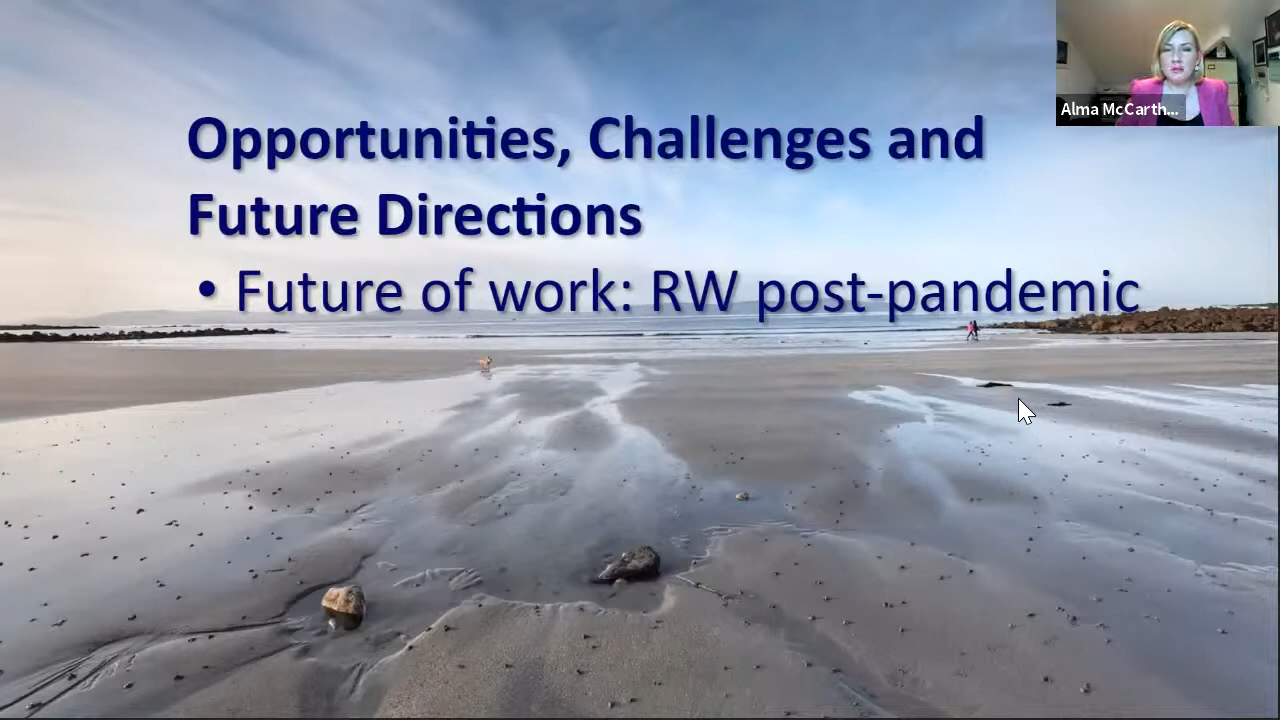 Opportunities, Challenges and
Future Directions
• Future of work: RW post-pandemic
Alma McCarth...